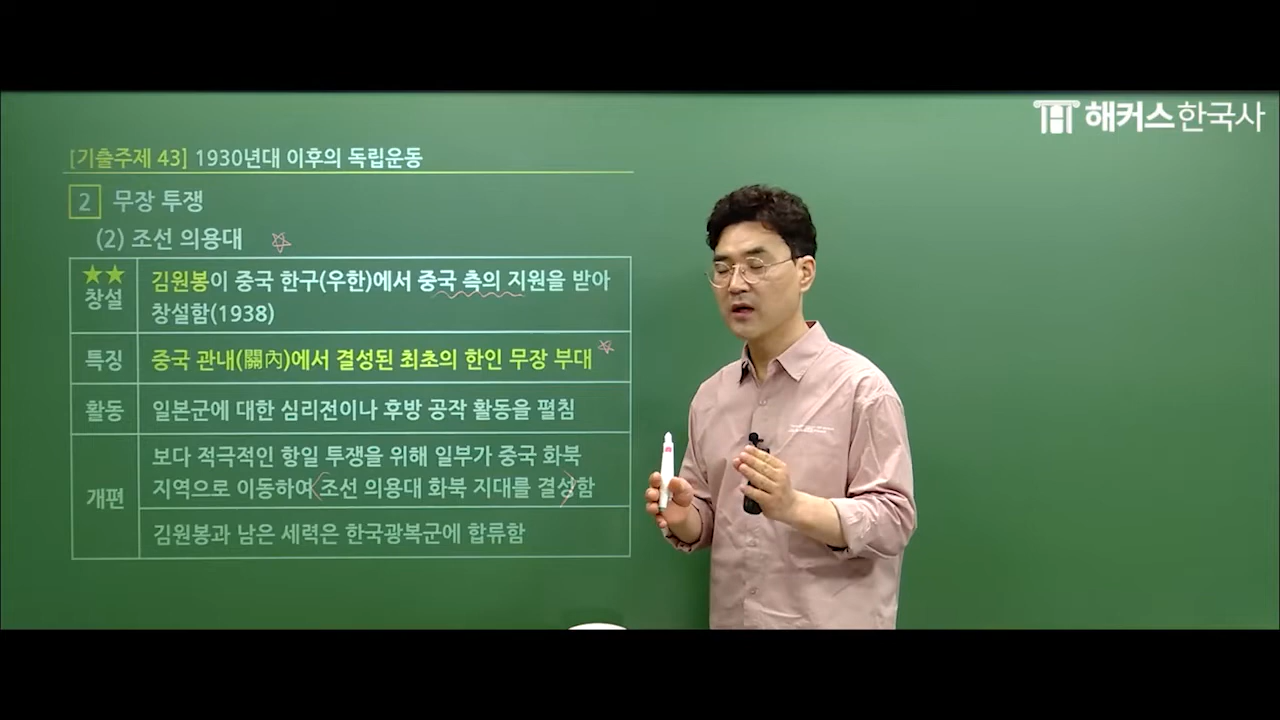 해커스한국사
[기출주제 43] 1930년대 이후의 독립운동
2 무장 투쟁
(2) 조선 의용대
★★
창설
김원봉이 중국 한구(우한)에서 중국 측의 지원을 받아
창설함(1938)
특징
중국 관내(關內)에서 결성된 최초의 한인 무장 부대
활동
일본군에 대한 심리전이나 후방 공작 활동을 펼침
개편
보다 적극적인 항일 투쟁을 위해 일부가 중국 화북
지역으로 이동하여 조선 의용대 화북 지대를 결성함
김원봉과 남은 세력은 한국광복군에 합류함